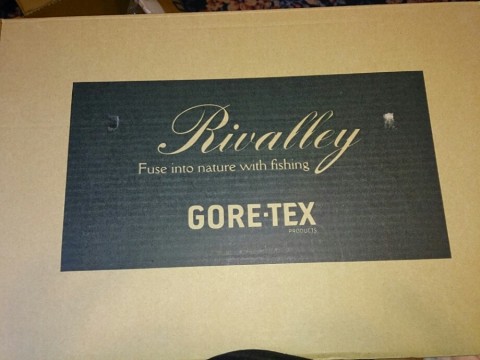 Rivalley
Fuse into nature with fishing
GORE-TEX
PRODUCTS